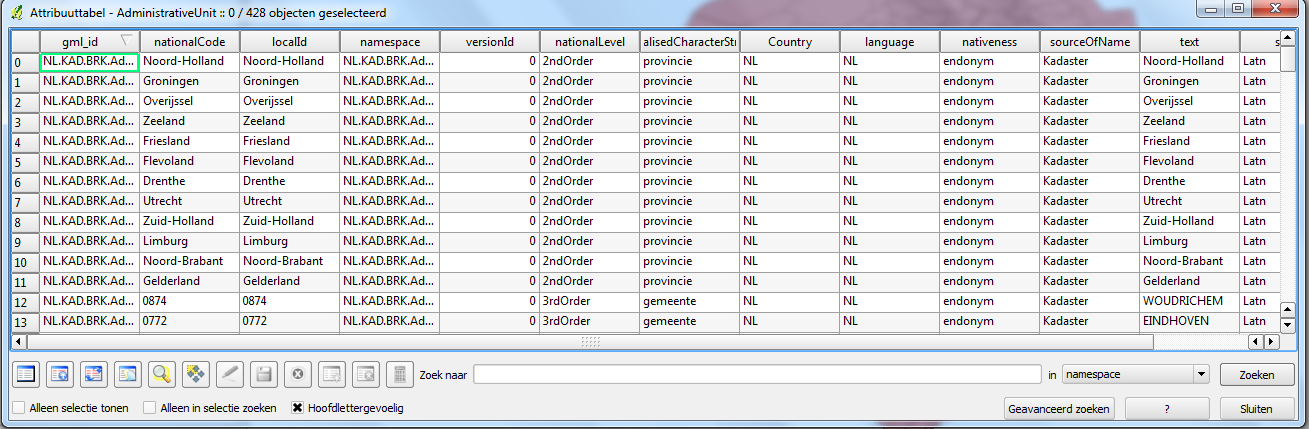 Attribuuttabel - AdministrativeUnit :: 0 / 428 objecten geselecteerd
gml_id nationalCode localId namespace versionId nationalLevel alisedCharacterStr Country language nativeness sourceOfName text s
0 NL.KAD.BRK.Ad... Noord-Holland Noord-Holland NL.KAD.BRK.Ad... 0 2ndOrder provincie NL NL endonym Kadaster Noord-Holland Latn
1 NL.KAD.BRK.Ad... Groningen Groningen NL.KAD.BRK.Ad... 0 2ndOrder provincie NL NL endonym Kadaster Groningen Latn
2 NL.KAD.BRK.Ad... Overijssel Overijssel NL.KAD.BRK.Ad... 0 2ndOrder provincie NL NL endonym Kadaster Overijssel Latn
3 NL.KAD.BRK.Ad... Zeeland Zeeland NL.KAD.BRK.Ad... 0 2ndOrder provincie NL NL endonym Kadaster Zeeland Latn
4 NL.KAD.BRK.Ad... Friesland Friesland NL.KAD.BRK.Ad... 0 2ndOrder provincie NL NL endonym Kadaster Friesland Latn
5 NL.KAD.BRK.Ad... Flevoland Flevoland NL.KAD.BRK.Ad... 0 2ndOrder provincie NL NL endonym Kadaster Flevoland Latn
6 NL.KAD.BRK.Ad... Drenthe Drenthe NL.KAD.BRK.Ad... 0 2ndOrder provincie NL NL endonym Kadaster Drenthe Latn
7 NL.KAD.BRK.Ad... Utrecht Utrecht NL.KAD.BRK.Ad... 0 2ndOrder provincie NL NL endonym Kadaster Utrecht Latn
8 NL.KAD.BRK.Ad... Zuid-Holland Zuid-Holland NL.KAD.BRK.Ad... 0 2ndOrder provincie NL NL endonym Kadaster Zuid-Holland Latn
9 NL.KAD.BRK.Ad... Limburg Limburg NL.KAD.BRK.Ad... 0 2ndOrder provincie NL NL endonym Kadaster Limburg Latn
10 NL.KAD.BRK.Ad... Noord-Brabant Noord-Brabant NL.KAD.BRK.Ad... 0 2ndOrder provincie NL NL endonym Kadaster Noord-Brabant Latn
11 NL.KAD.BRK.Ad... Gelderland Gelderland NL.KAD.BRK.Ad... 0 2ndOrder provincie NL NL endonym Kadaster Gelderland Latn
12 NL.KAD.BRK.Ad... 0874 0874 NL.KAD.BRK.Ad... 0 3rdOrder gemeente NL NL endonym Kadaster WOUDRICHEM Latn
13 NL.KAD.BRK.Ad... 0772 0772 NL.KAD.BRK.Ad... 0 3rdOrder gemeente NL NL endonym Kadaster EINDHOVEN Latn
Zoek naar in namespace Zoeken
Alleen selectie tonen Alleen in selectie zoeken Hoofdlettergevoelig Geavanceerd zoeken ? Sluiten